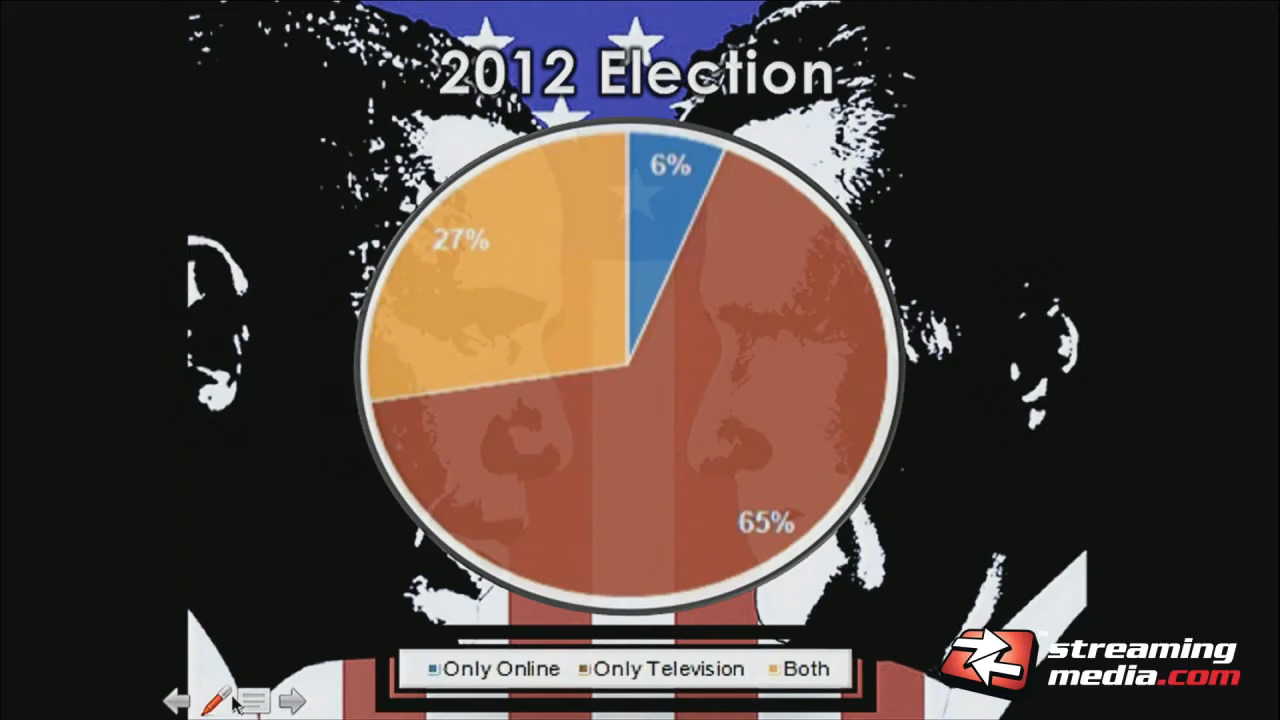 2012 Election
6%
27%
65%
Only Online Only Television Both
streaming
media.com